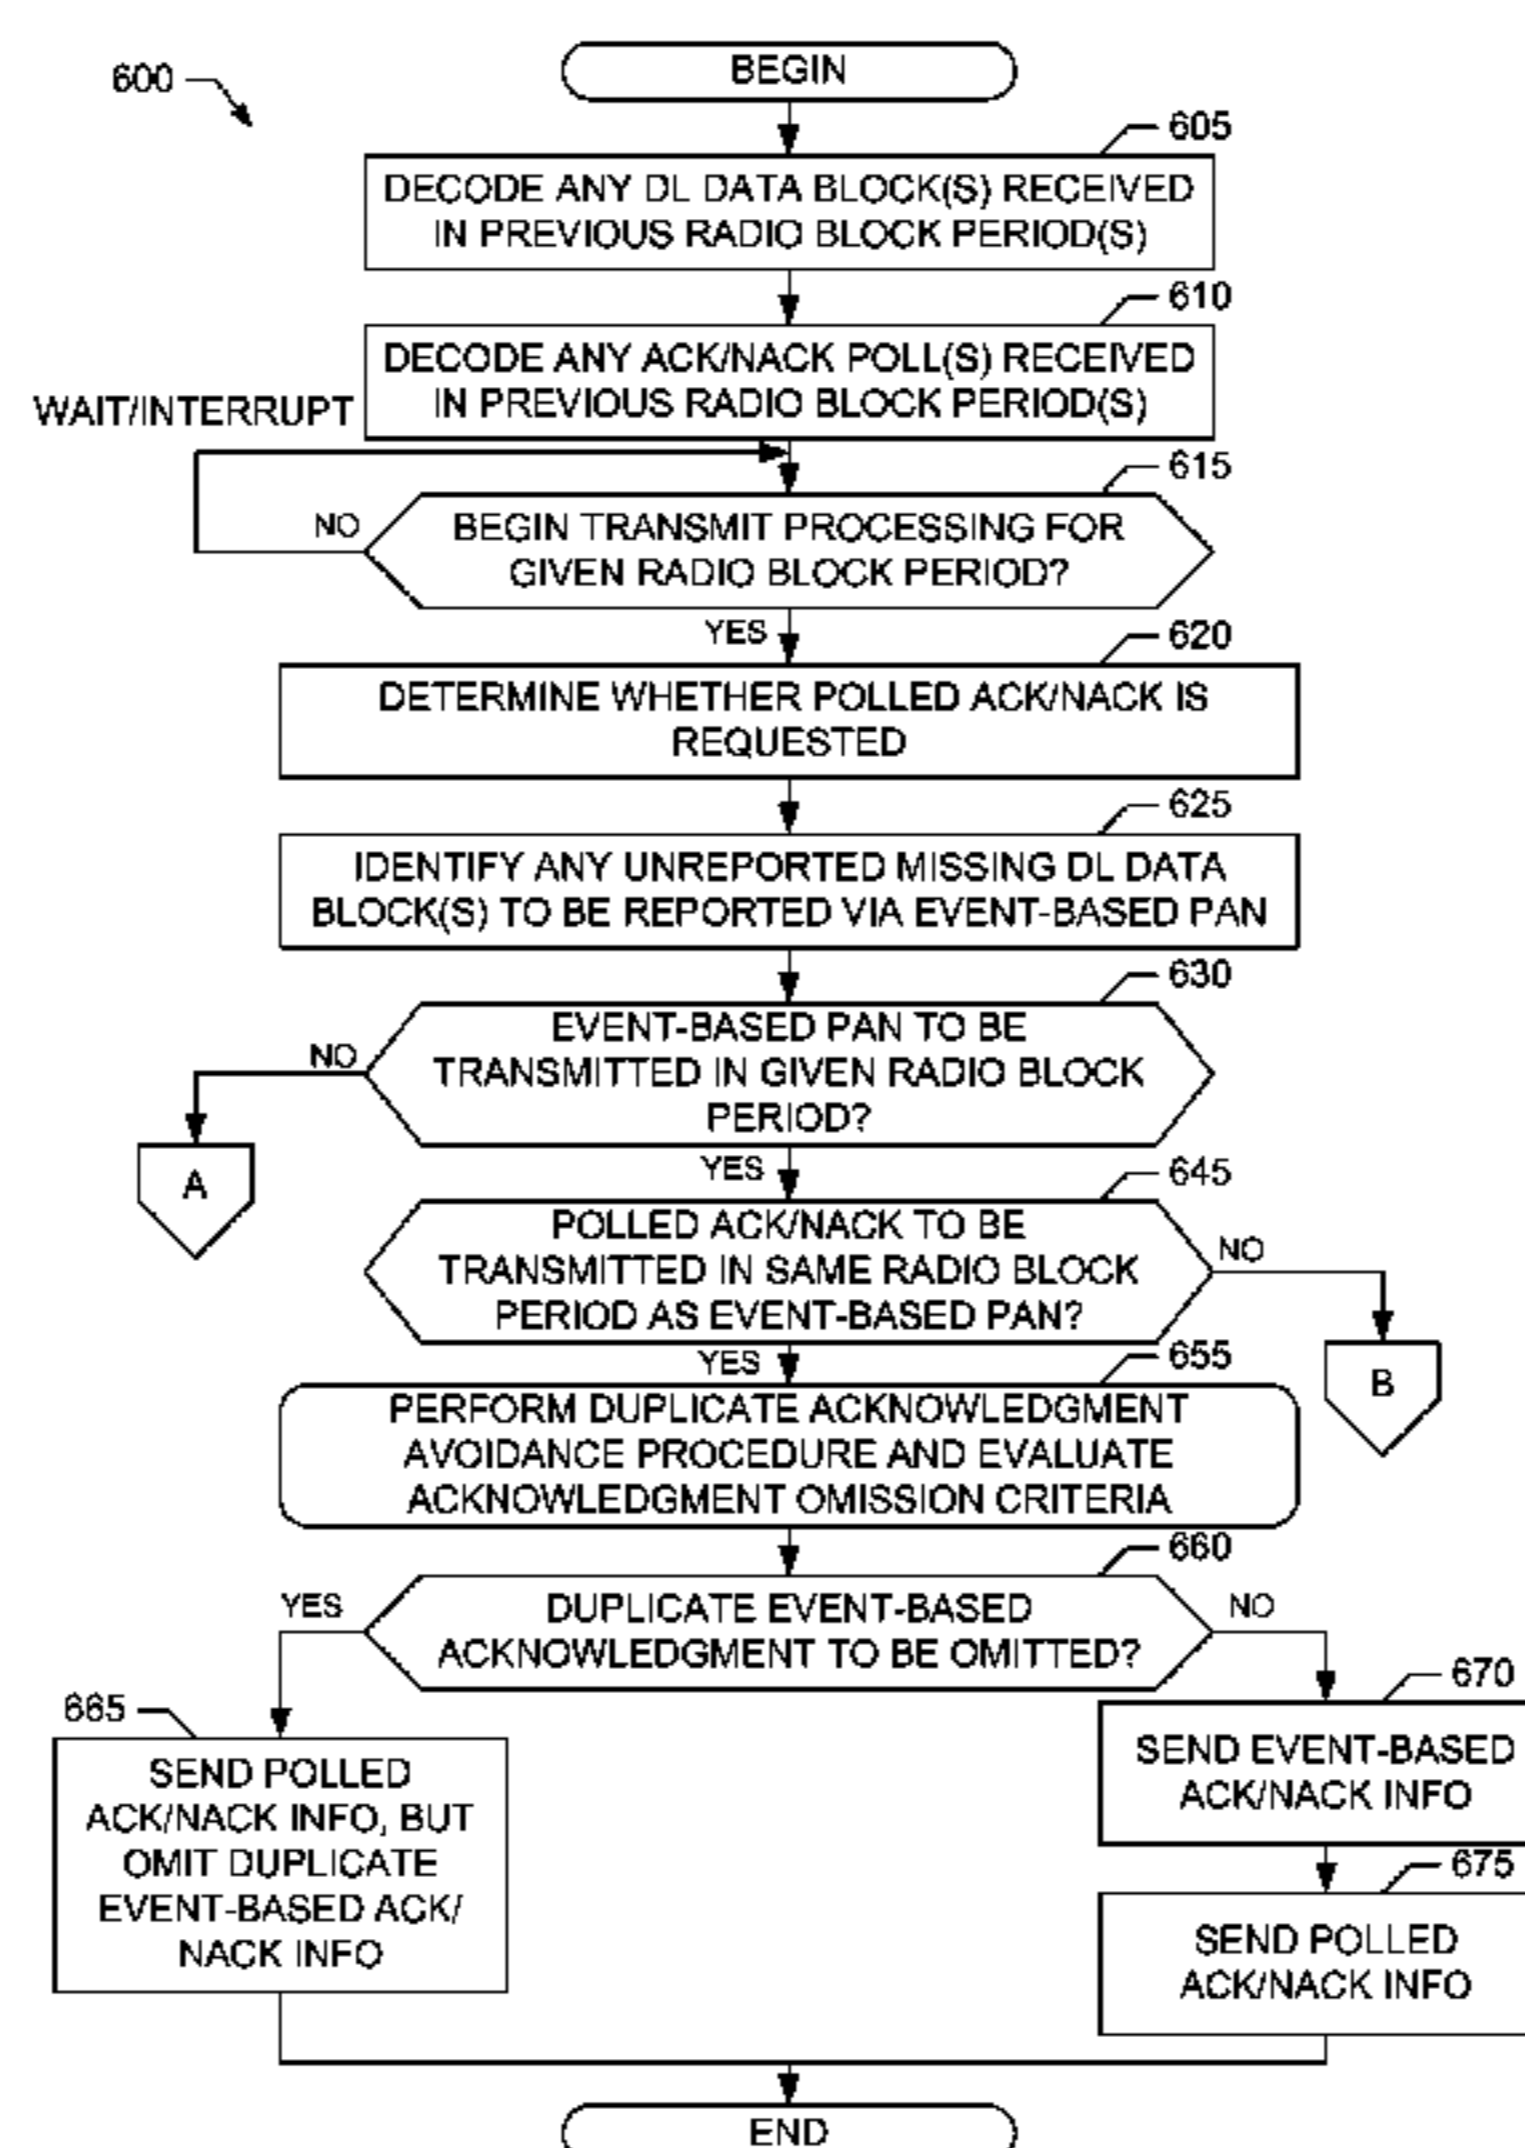 600
BEGIN
605
DECODE ANY DL DATA BLOCK(S) RECEIVED
IN PREVIOUS RADIO BLOCK PERIOD(S)
610
DECODE ANY ACK/NACK POLL(S) RECEIVED
IN PREVIOUS RADIO BLOCK PERIOD(S)
WAIT/INTERRUPT
615
NO
BEGIN TRANSMIT PROCESSING FOR
GIVEN RADIO BLOCK PERIOD?
YES
620
DETERMINE WHETHER POLLED ACK/NACK IS
REQUESTED
625
IDENTIFY ANY UNREPORTED MISSING DL DATA
BLOCK(S) TO BE REPORTED VIA EVENT-BASED PAN
630
NO
EVENT-BASED PAN TO BE
TRANSMITTED IN GIVEN RADIO BLOCK
PERIOD?
A
YES
645
POLLED ACK/NACK TO BE
TRANSMITTED IN SAME RADIO BLOCK
PERIOD AS EVENT-BASED PAN?
NO
B
YES
655
PERFORM DUPLICATE ACKNOWLEDGMENT
AVOIDANCE PROCEDURE AND EVALUATE
ACKNOWLEDGMENT OMISSION CRITERIA
660
YES
DUPLICATE EVENT-BASED
ACKNOWLEDGMENT TO BE OMITTED?
NO
665
SEND POLLED
ACK/NACK INFO, BUT
OMIT DUPLICATE
EVENT-BASED ACK/
NACK INFO
670
SEND EVENT-BASED
ACK/NACK INFO
675
SEND POLLED
ACK/NACK INFO
END